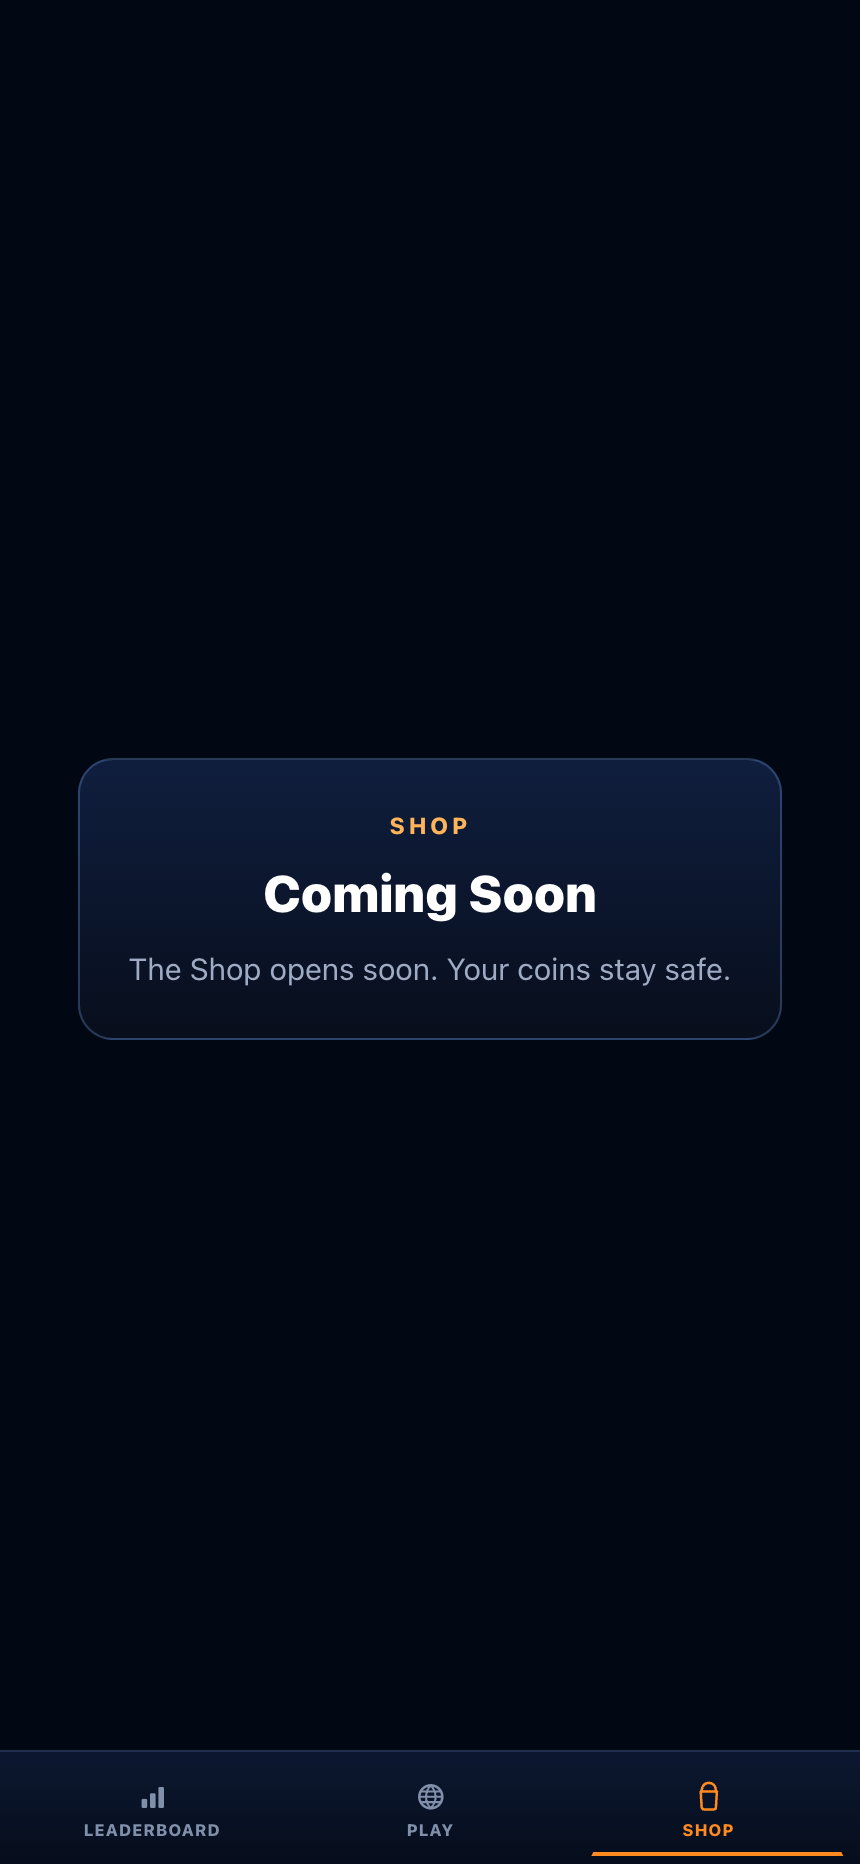 SHOP
Coming Soon
The Shop opens soon. Your coins stay safe.
LEADERBOARD
PLAY
SHOP